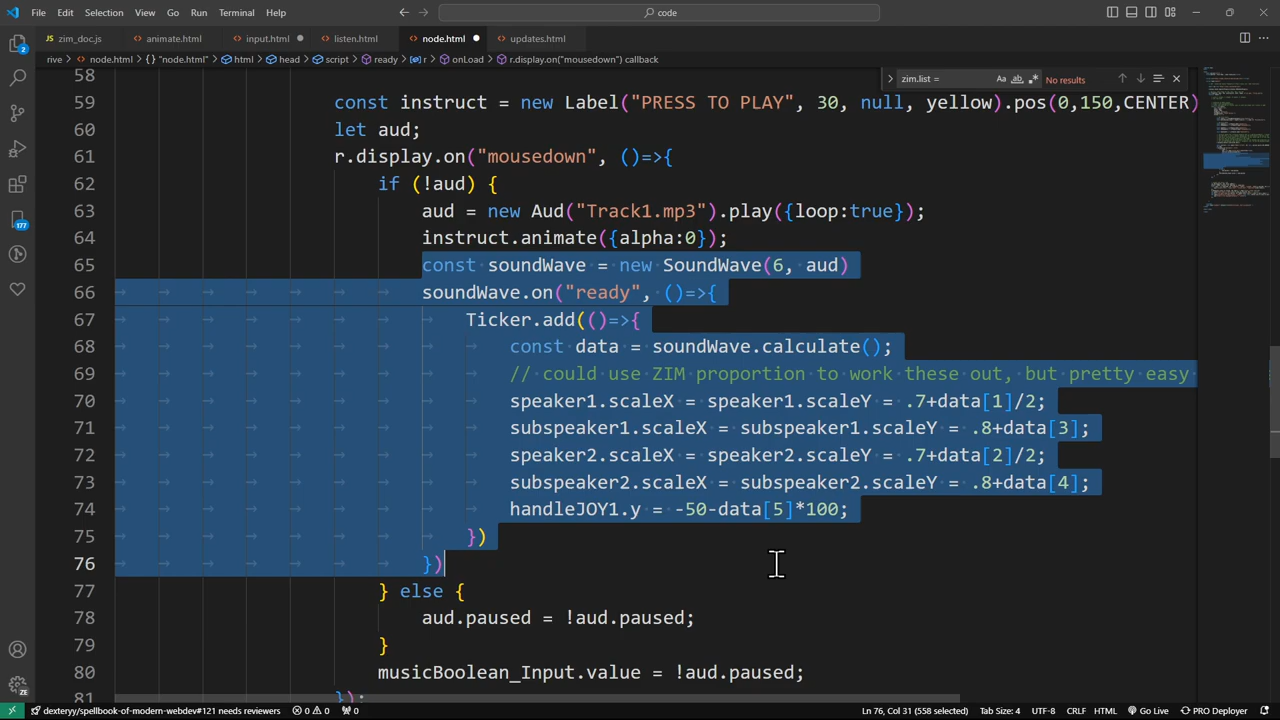 File Edit Selection View Go Run Terminal Help
code
zim_doc.js animate.html input.html listen.html node.html updates.html
rive > node.html > "node.html" > html > head > script > ready > r > onLoad > r.display.on("mousedown") callback
zim.list = Aa ab .* No results
58
59 const instruct = new Label("PRESS TO PLAY", 30, null, yellow).pos(0,150,CENTER)
60 let aud;
61 r.display.on("mousedown", ()=>{
62 if (!aud) {
63 aud = new Aud("Track1.mp3").play({loop:true});
64 instruct.animate({alpha:0});
65 const soundWave = new SoundWave(6, aud)
66 soundWave.on("ready", ()=>{
67 Ticker.add(()=>{
68 const data = soundWave.calculate();
69 // could use ZIM proportion to work these out, but pretty easy
70 speaker1.scaleX = speaker1.scaleY = .7+data[1]/2;
71 subspeaker1.scaleX = subspeaker1.scaleY = .8+data[3];
72 speaker2.scaleX = speaker2.scaleY = .7+data[2]/2;
73 subspeaker2.scaleX = subspeaker2.scaleY = .8+data[4];
74 handleJOY1.y = -50-data[5]*100;
75 })
76 })
77 } else {
78 aud.paused = !aud.paused;
79 }
80 musicBoolean_Input.value = !aud.paused;
81 });
2
177
ZE
dexteryy/spellbook-of-modern-webdev#121 needs reviewers 0 0 0 Ln 76, Col 31 (558 selected) Tab Size: 4 UTF-8 CRLF HTML Go Live PRO Deployer